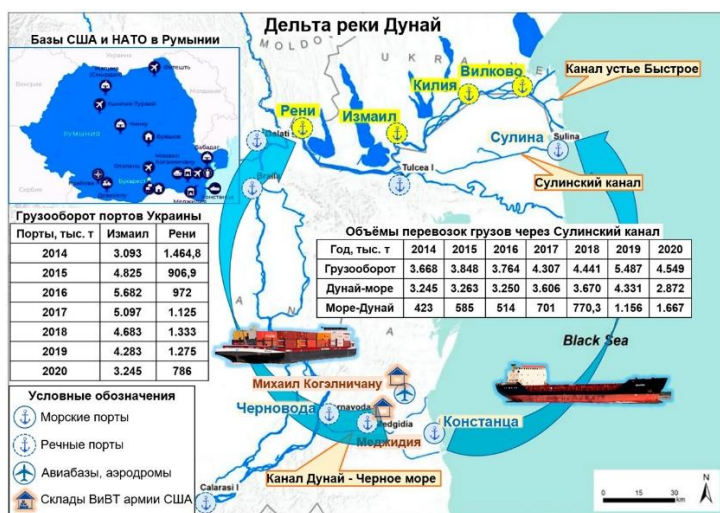 Дельта реки Дунай
Базы США и НАТО в Румынии
MOLDO
UKRAINE
РУМЫНИЯ
Сербия
Вилково
Килия
Канал устье Быстрое
Рени
Измаил
Galati
Сулина
Sulina
Braila
Tulcea I
Сулинский канал
Грузооборот портов Украины
Порты, тыс. т Измаил Рени
2014 3.093 1.464,8
2015 4.825 906,9
2016 5.682 972
2017 5.097 1.125
2018 4.683 1.333
2019 4.283 1.275
2020 3.245 786
Объёмы перевозок грузов через Сулинский канал
Год, тыс. т 2014 2015 2016 2017 2018 2019 2020
Грузооборот 3.668 3.848 3.764 4.307 4.441 5.487 4.549
Дунай-море 3.245 3.263 3.250 3.606 3.670 4.331 2.872
Море-Дунай 423 585 514 701 770,3 1.156 1.667
Black Sea
Михаил Когэлничану
Черновода
rnavoda
Medgidia
Меджидия
Констанца
Канал Дунай - Черное море
Calarasi I
Условные обозначения
Морские порты
Речные порты
Авиабазы, аэродромы
Склады ВиВТ армии США
0 15 30
км
N